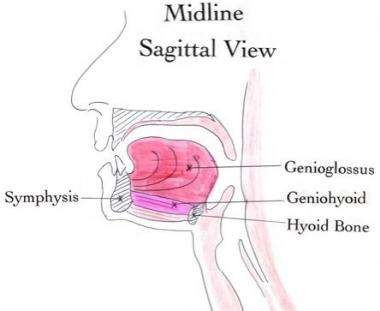 Midline
Sagittal View
Genioglossus
Symphysis
Geniohyoid
Hyoid Bone